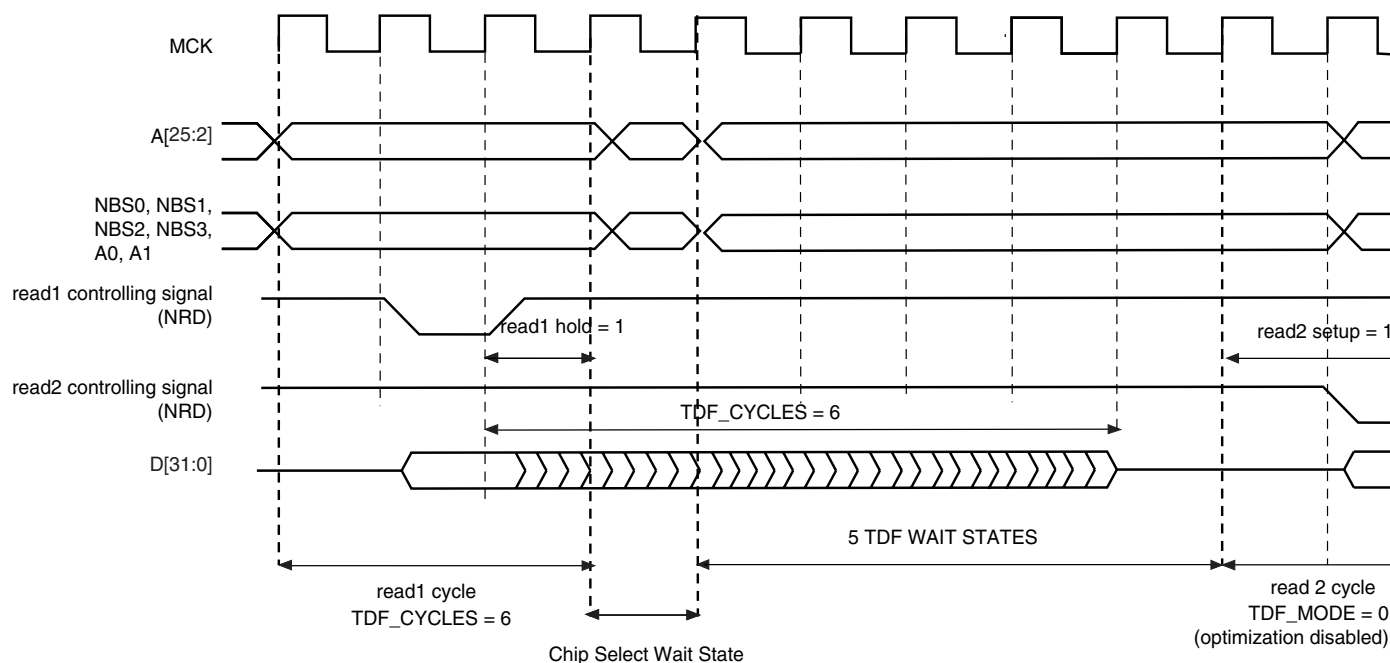 MCK
A[25:2]
NBS0, NBS1,
NBS2, NBS3,
A0, A1
read1 controlling signal
(NRD)
read1 hold = 1
read2 setup = 1
read2 controlling signal
(NRD)
TDF_CYCLES = 6
D[31:0]
5 TDF WAIT STATES
read1 cycle
TDF_CYCLES = 6
read 2 cycle
TDF_MODE = 0
(optimization disabled)
Chip Select Wait State